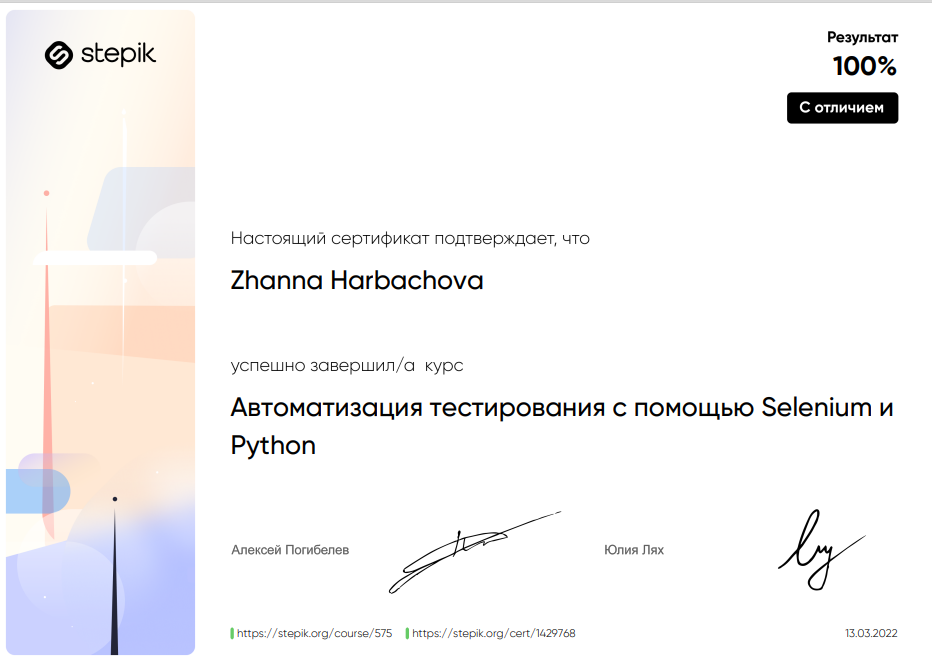 stepik
Результат
100%
С отличием
Настоящий сертификат подтверждает, что
Zhanna Harbachova
успешно завершил/а курс
Автоматизация тестирования с помощью Selenium и
Python
Алексей Погибелев
Юлия Лях
https://stepik.org/course/575
https://stepik.org/cert/1429768
13.03.2022